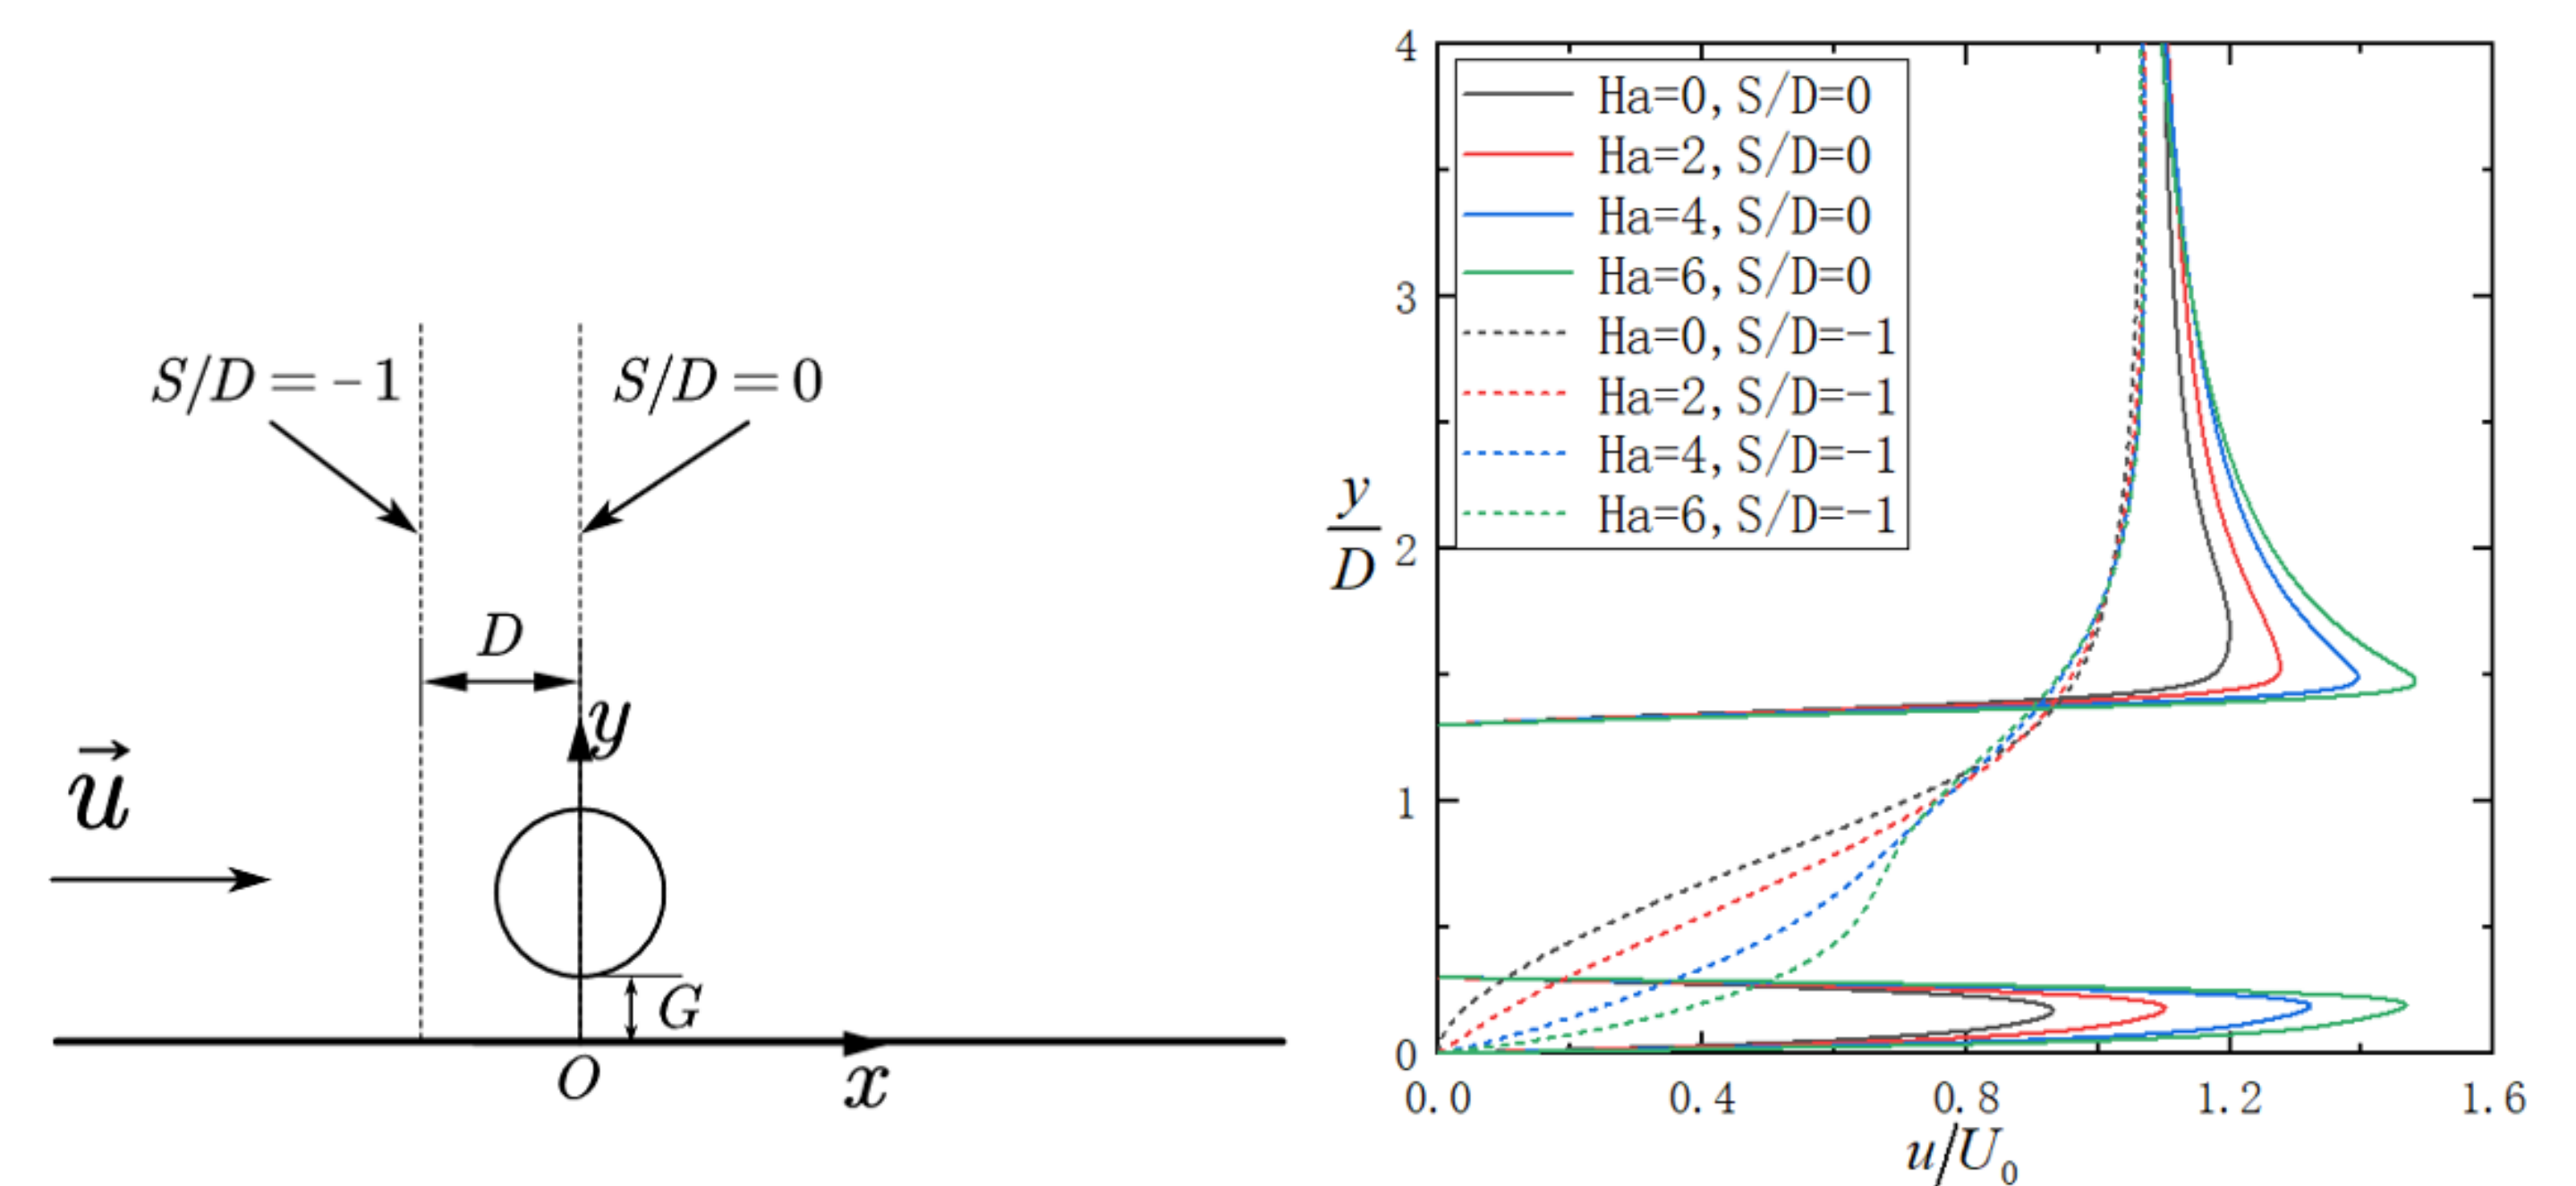 S/D = – 1
S/D = 0
D
y
u
G
O
x
4
3
2
1
0
y
D
Ha=0, S/D=0
Ha=2, S/D=0
Ha=4, S/D=0
Ha=6, S/D=0
Ha=0, S/D=-1
Ha=2, S/D=-1
Ha=4, S/D=-1
Ha=6, S/D=-1
0.0 0.4 0.8 1.2 1.6
u/U₀